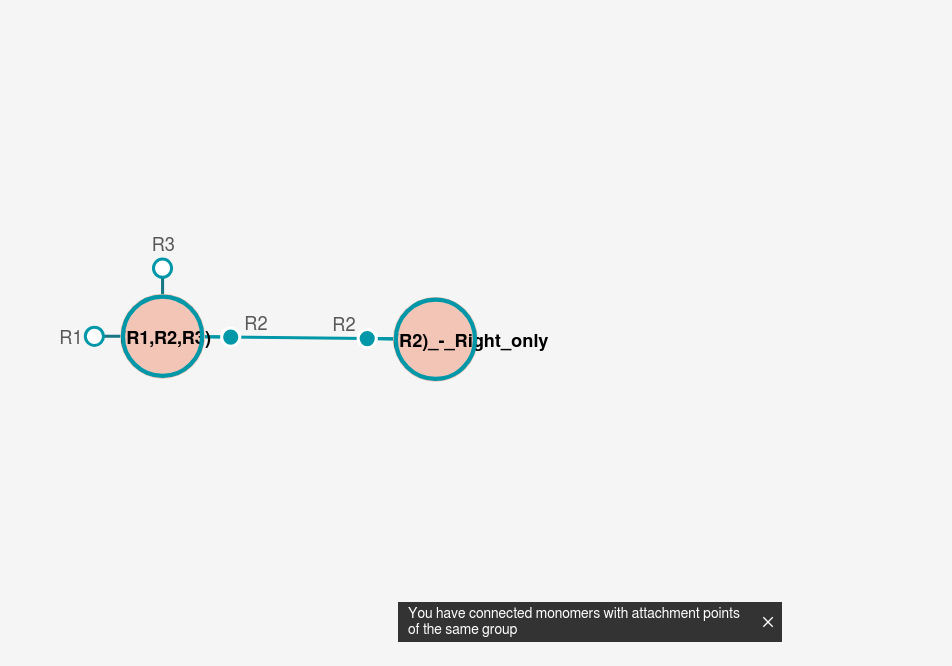 R3
R1
R1,R2,R3)
R2
R2
R2)_-_Right_only
You have connected monomers with attachment points
of the same group